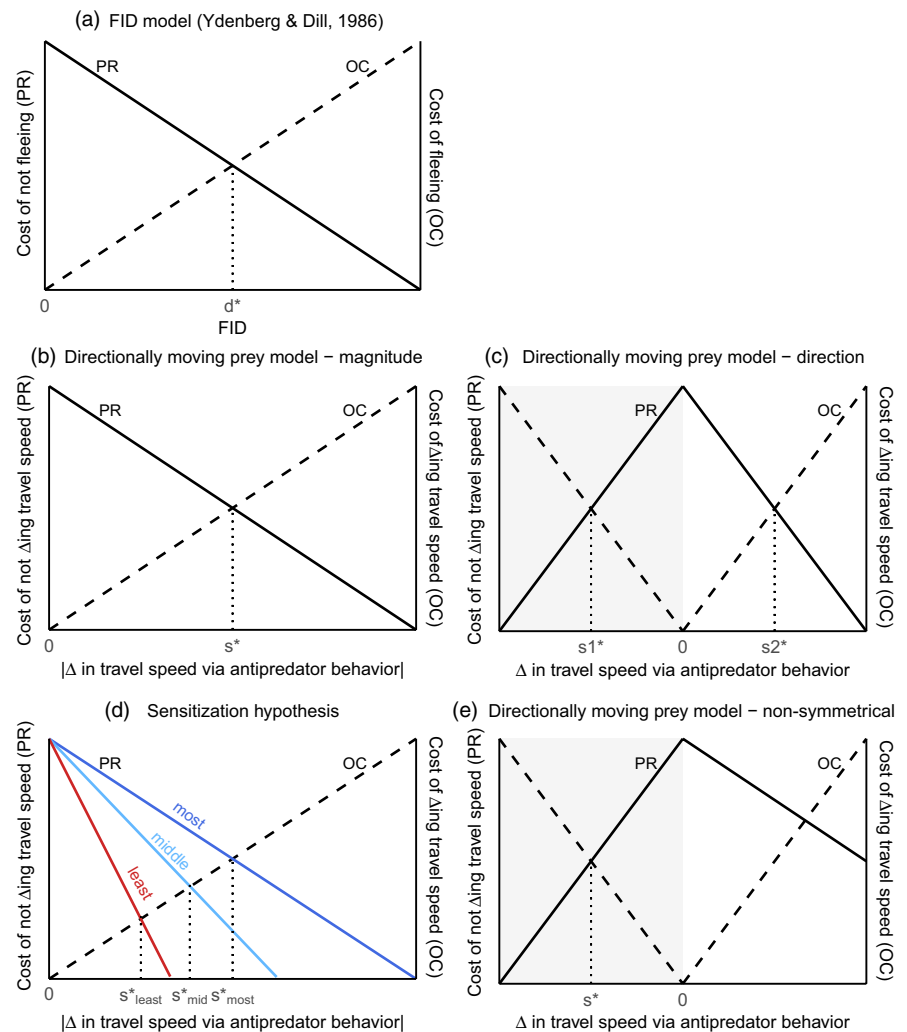 (a) FID model (Ydenberg & Dill, 1986)
Cost of not fleeing (PR)
PR
OC
Cost of fleeing (OC)
0
d*
FID
(b) Directionally moving prey model − magnitude
Cost of not Δing travel speed (PR)
PR
OC
Cost of Δing travel speed (OC)
0
s*
|Δ in travel speed via antipredator behavior|
(c) Directionally moving prey model − direction
Cost of not Δing travel speed (PR)
PR
OC
Cost of Δing travel speed (OC)
s1*
0
s2*
Δ in travel speed via antipredator behavior
(d) Sensitization hypothesis
Cost of not Δing travel speed (PR)
PR
OC
most
middle
least
Cost of Δing travel speed (OC)
0
s*least
s*mid
s*most
|Δ in travel speed via antipredator behavior|
(e) Directionally moving prey model − non-symmetrical
Cost of not Δing travel speed (PR)
PR
OC
Cost of Δing travel speed (OC)
s*
0
Δ in travel speed via antipredator behavior